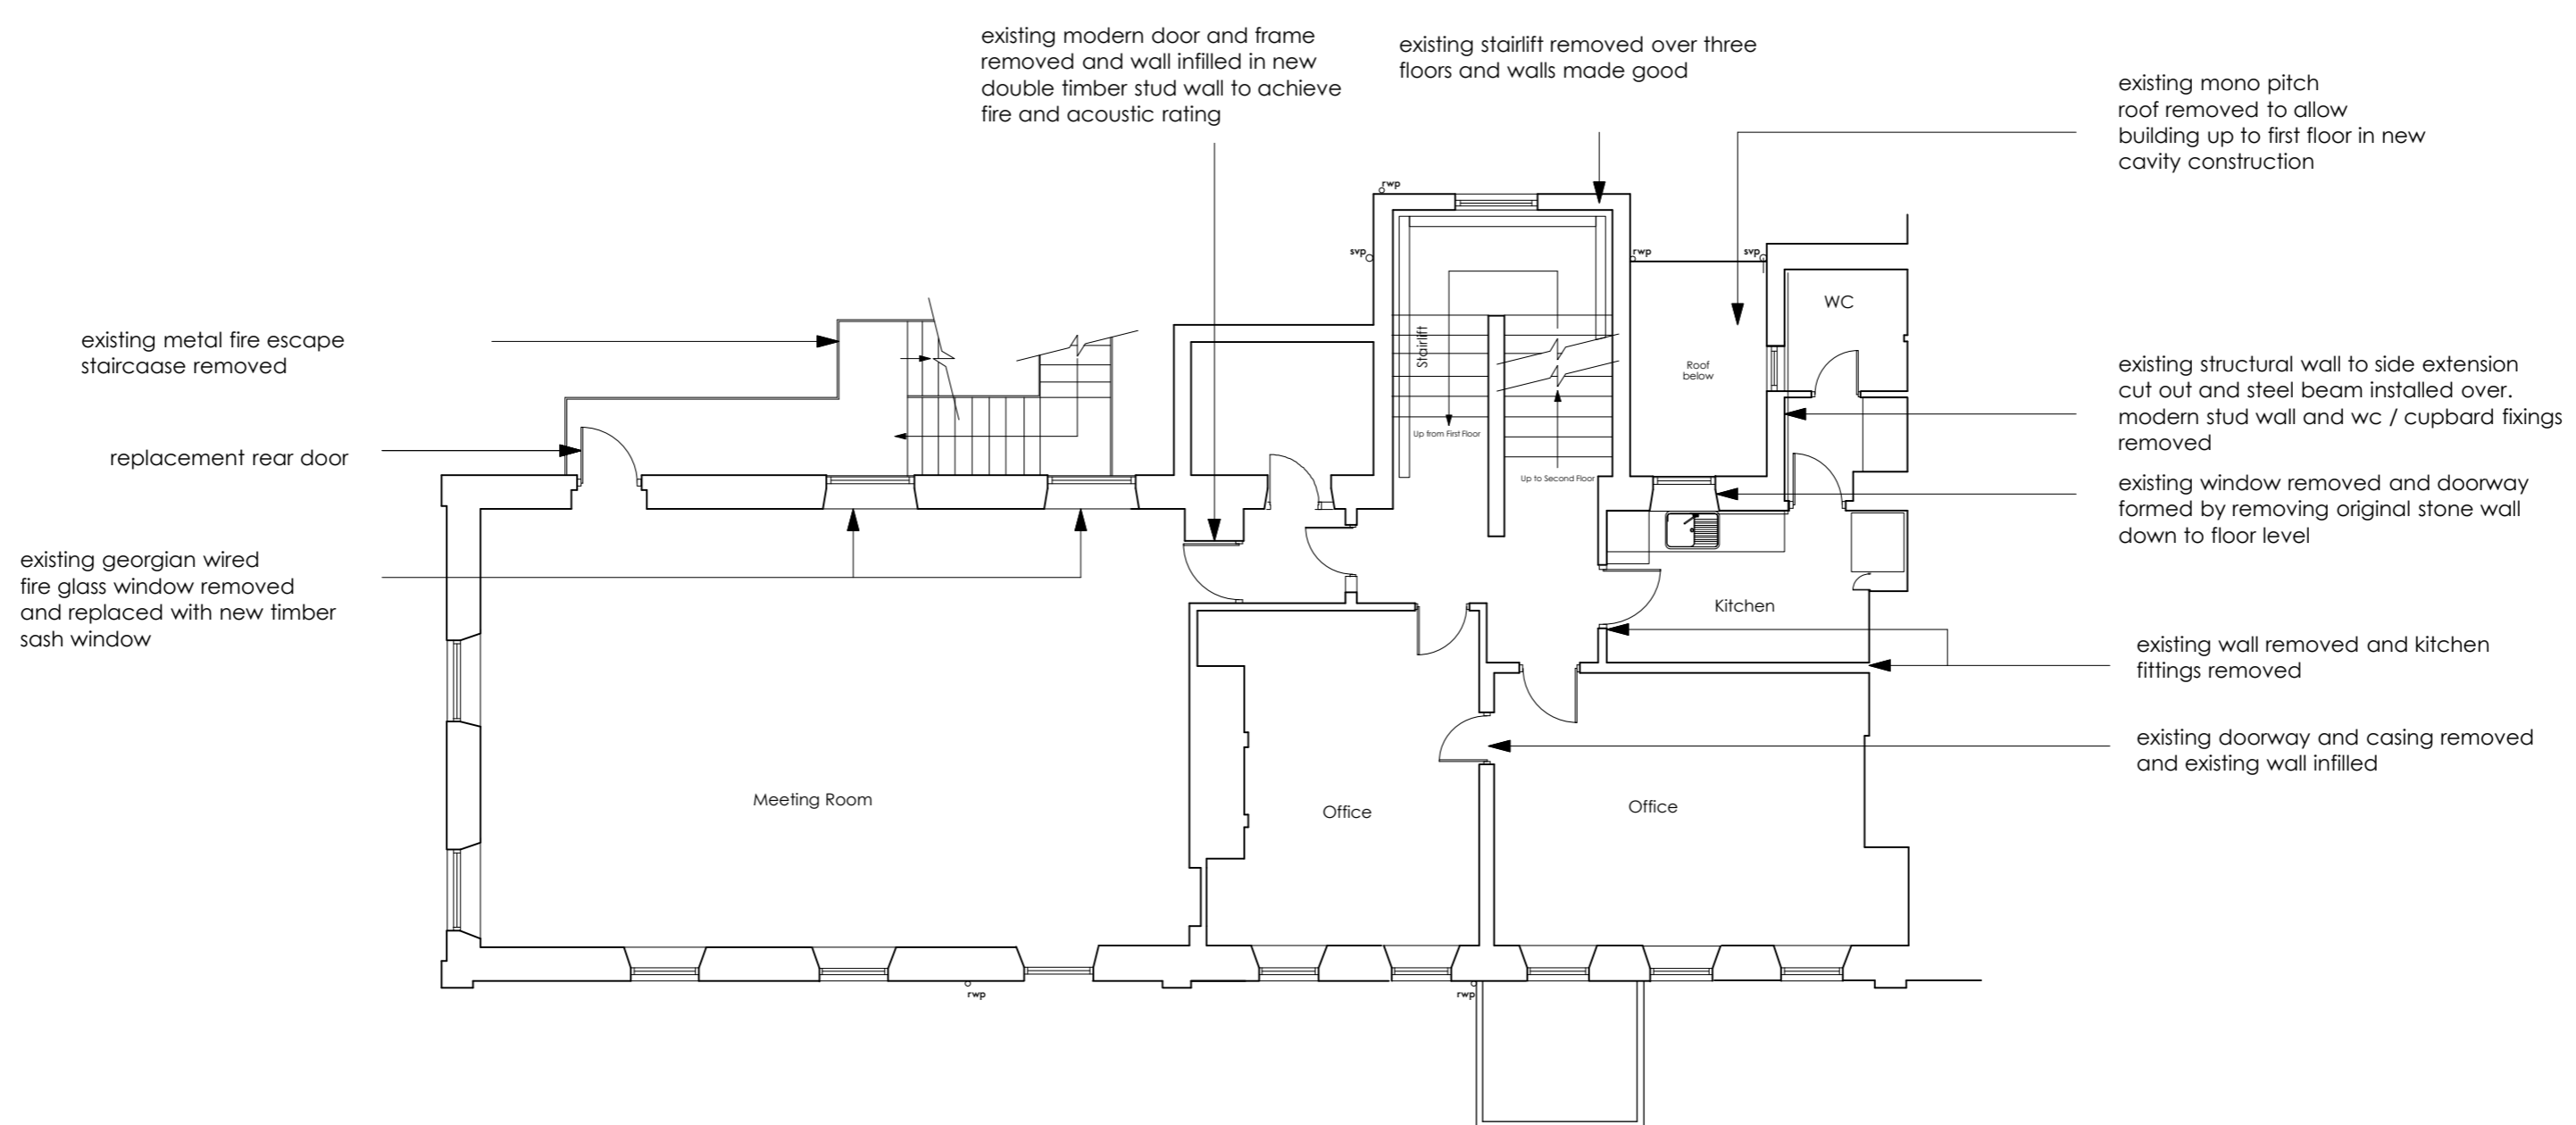 existing modern door and frame
removed and wall infilled in new
double timber stud wall to achieve
fire and acoustic rating
existing stairlift removed over three
floors and walls made good
existing mono pitch
roof removed to allow
building up to first floor in new
cavity construction
rwp
svp
rwp
svp
WC
existing metal fire escape
staircaase removed
Stairlift
Roof
below
existing structural wall to side extension
cut out and steel beam installed over.
modern stud wall and wc / cupbard fixings
removed
Up from First Floor
replacement rear door
Up to Second Floor
existing window removed and doorway
formed by removing original stone wall
down to floor level
existing georgian wired
fire glass window removed
and replaced with new timber
sash window
Kitchen
existing wall removed and kitchen
fittings removed
existing doorway and casing removed
and existing wall infilled
Meeting Room
Office
Office
rwp
rwp